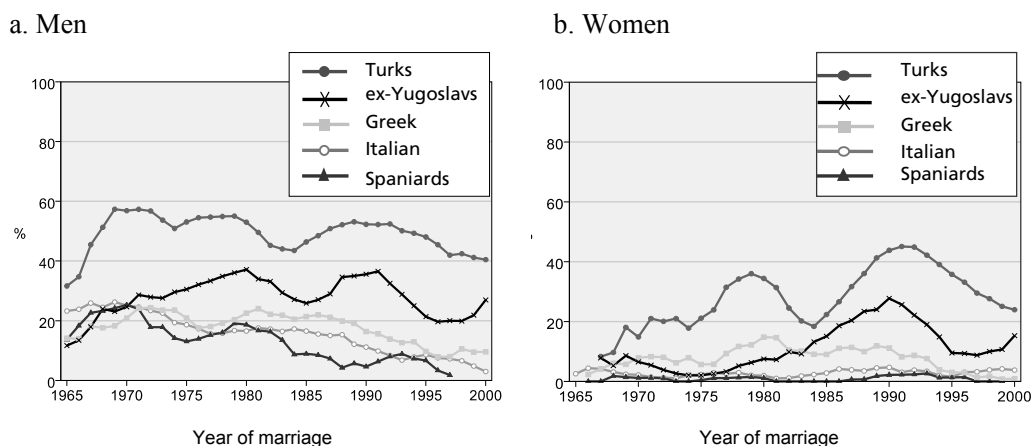 a. Men
b. Women
Turks
ex-Yugoslavs
Greek
Italian
Spaniards
100
80
60
%
40
20
0
1965 1970 1975 1980 1985 1990 1995 2000
Year of marriage
Turks
ex-Yugoslavs
Greek
Italian
Spaniards
100
80
60
40
20
0
1965 1970 1975 1980 1985 1990 1995 2000
Year of marriage